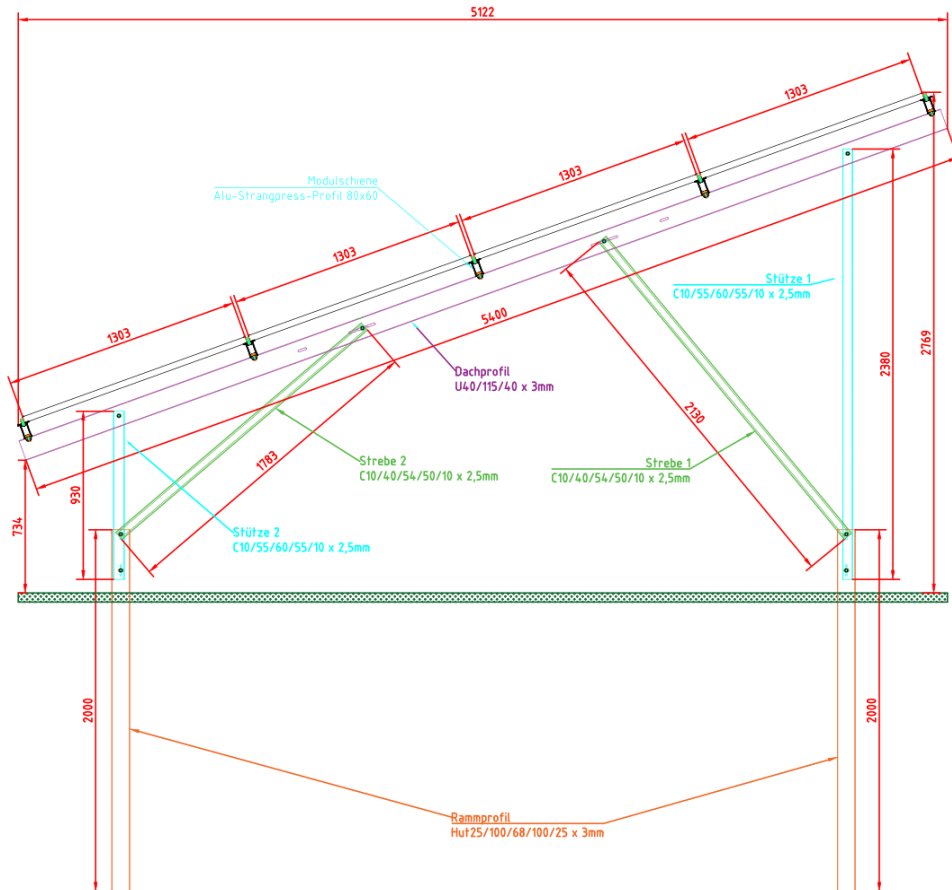 5122
1303
1303
1303
1303
Modulschiene
Alu-Strangpress-Profil 80x60
Stütze 1
C10/55/60/55/10 x 2,5mm
5400
2769
2380
Dachprofil
U40/115/40 x 3mm
2130
1783
Strebe 2
C10/40/54/50/10 x 2,5mm
Strebe 1
C10/40/54/50/10 x 2,5mm
930
734
Stütze 2
C10/55/60/55/10 x 2,5mm
2000
2000
Rammprofil
Hut25/100/68/100/25 x 3mm